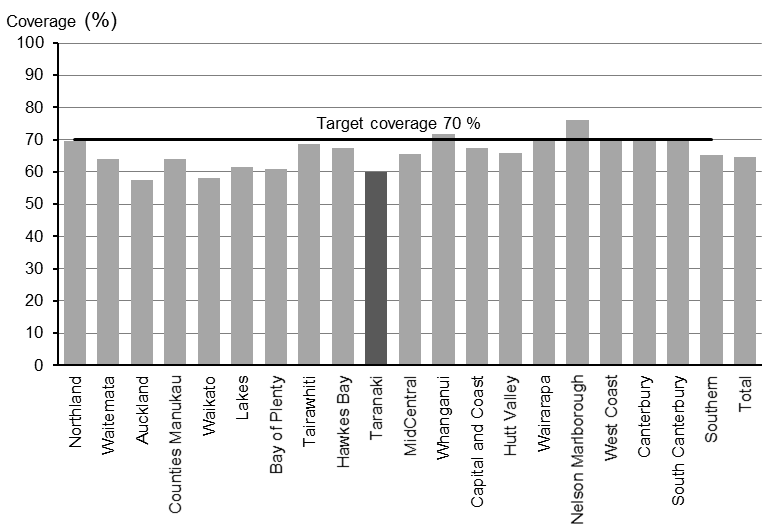 Coverage (%)
100
90
80
Target coverage 70 %
70
60
50
40
30
20
10
0
Northland
Waitemata
Auckland
Counties Manukau
Waikato
Lakes
Bay of Plenty
Tairawhiti
Hawkes Bay
Taranaki
MidCentral
Whanganui
Capital and Coast
Hutt Valley
Wairarapa
Nelson Marlborough
West Coast
Canterbury
South Canterbury
Southern
Total